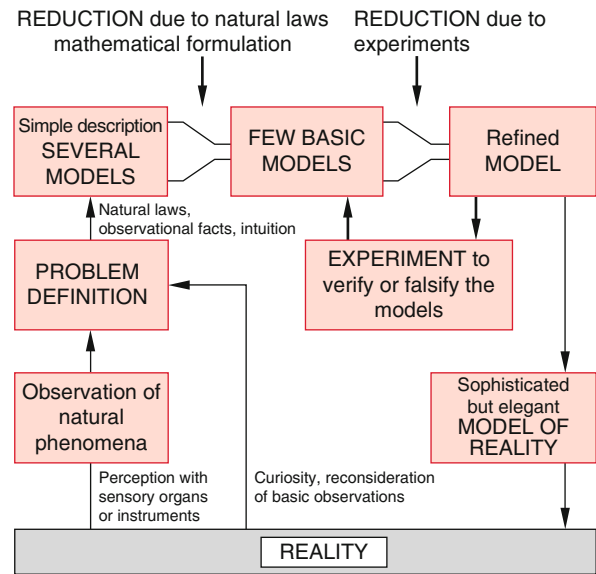 REDUCTION due to natural laws
mathematical formulation
REDUCTION due to
experiments
Simple description
SEVERAL
MODELS
FEW BASIC
MODELS
Refined
MODEL
Natural laws,
observational facts, intuition
PROBLEM
DEFINITION
EXPERIMENT to
verify or falsify the
models
Observation of
natural
phenomena
Sophisticated
but elegant
MODEL OF
REALITY
Perception with
sensory organs
or instruments
Curiosity, reconsideration
of basic observations
REALITY